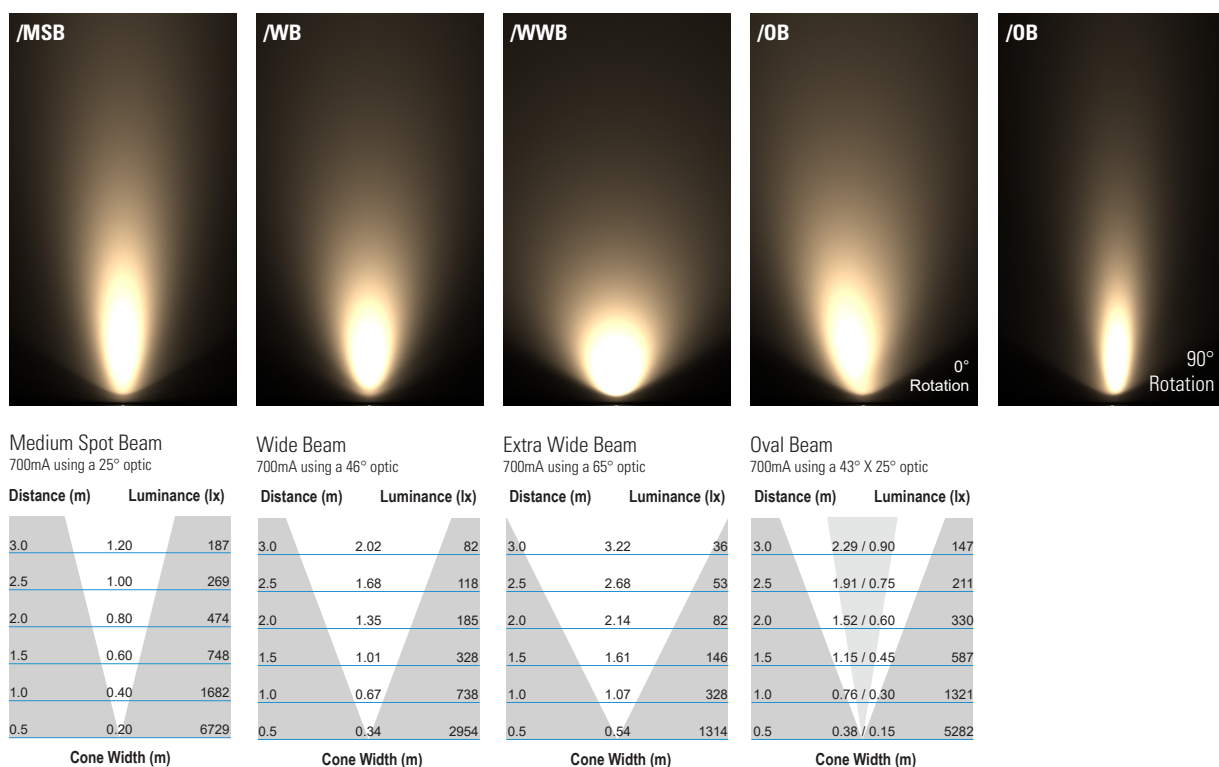 /MSB
/WB
/WWB
/OB
0°
Rotation
/OB
90°
Rotation
Medium Spot Beam
700mA using a 25° optic
Distance (m) Luminance (lx)
3.0 1.20 187
2.5 1.00 269
2.0 0.80 474
1.5 0.60 748
1.0 0.40 1682
0.5 0.20 6729
Cone Width (m)
Wide Beam
700mA using a 46° optic
Distance (m) Luminance (lx)
3.0 2.02 82
2.5 1.68 118
2.0 1.35 185
1.5 1.01 328
1.0 0.67 738
0.5 0.34 2954
Cone Width (m)
Extra Wide Beam
700mA using a 65° optic
Distance (m) Luminance (lx)
3.0 3.22 36
2.5 2.68 53
2.0 2.14 82
1.5 1.61 146
1.0 1.07 328
0.5 0.54 1314
Cone Width (m)
Oval Beam
700mA using a 43° X 25° optic
Distance (m) Luminance (lx)
3.0 2.29 / 0.90 147
2.5 1.91 / 0.75 211
2.0 1.52 / 0.60 330
1.5 1.15 / 0.45 587
1.0 0.76 / 0.30 1321
0.5 0.38 / 0.15 5282
Cone Width (m)